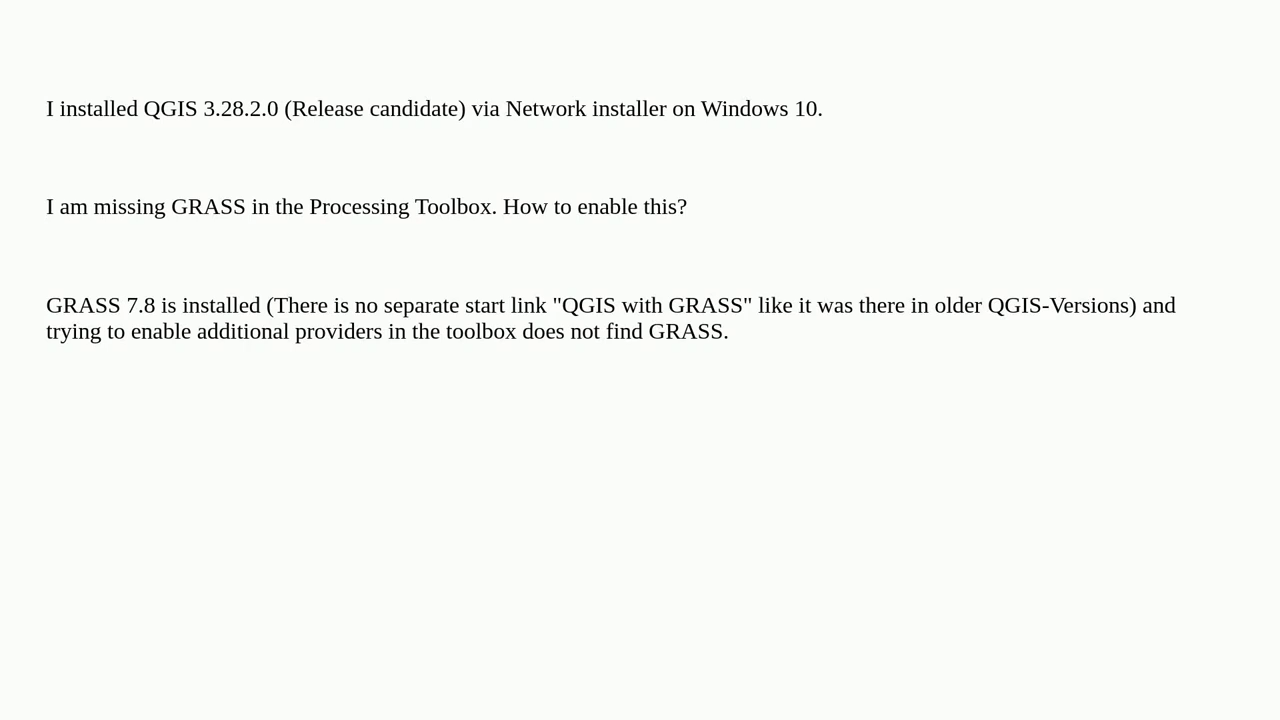 I installed QGIS 3.28.2.0 (Release candidate) via Network installer on Windows 10.
I am missing GRASS in the Processing Toolbox. How to enable this?
GRASS 7.8 is installed (There is no separate start link "QGIS with GRASS" like it was there in older QGIS-Versions) and
trying to enable additional providers in the toolbox does not find GRASS.